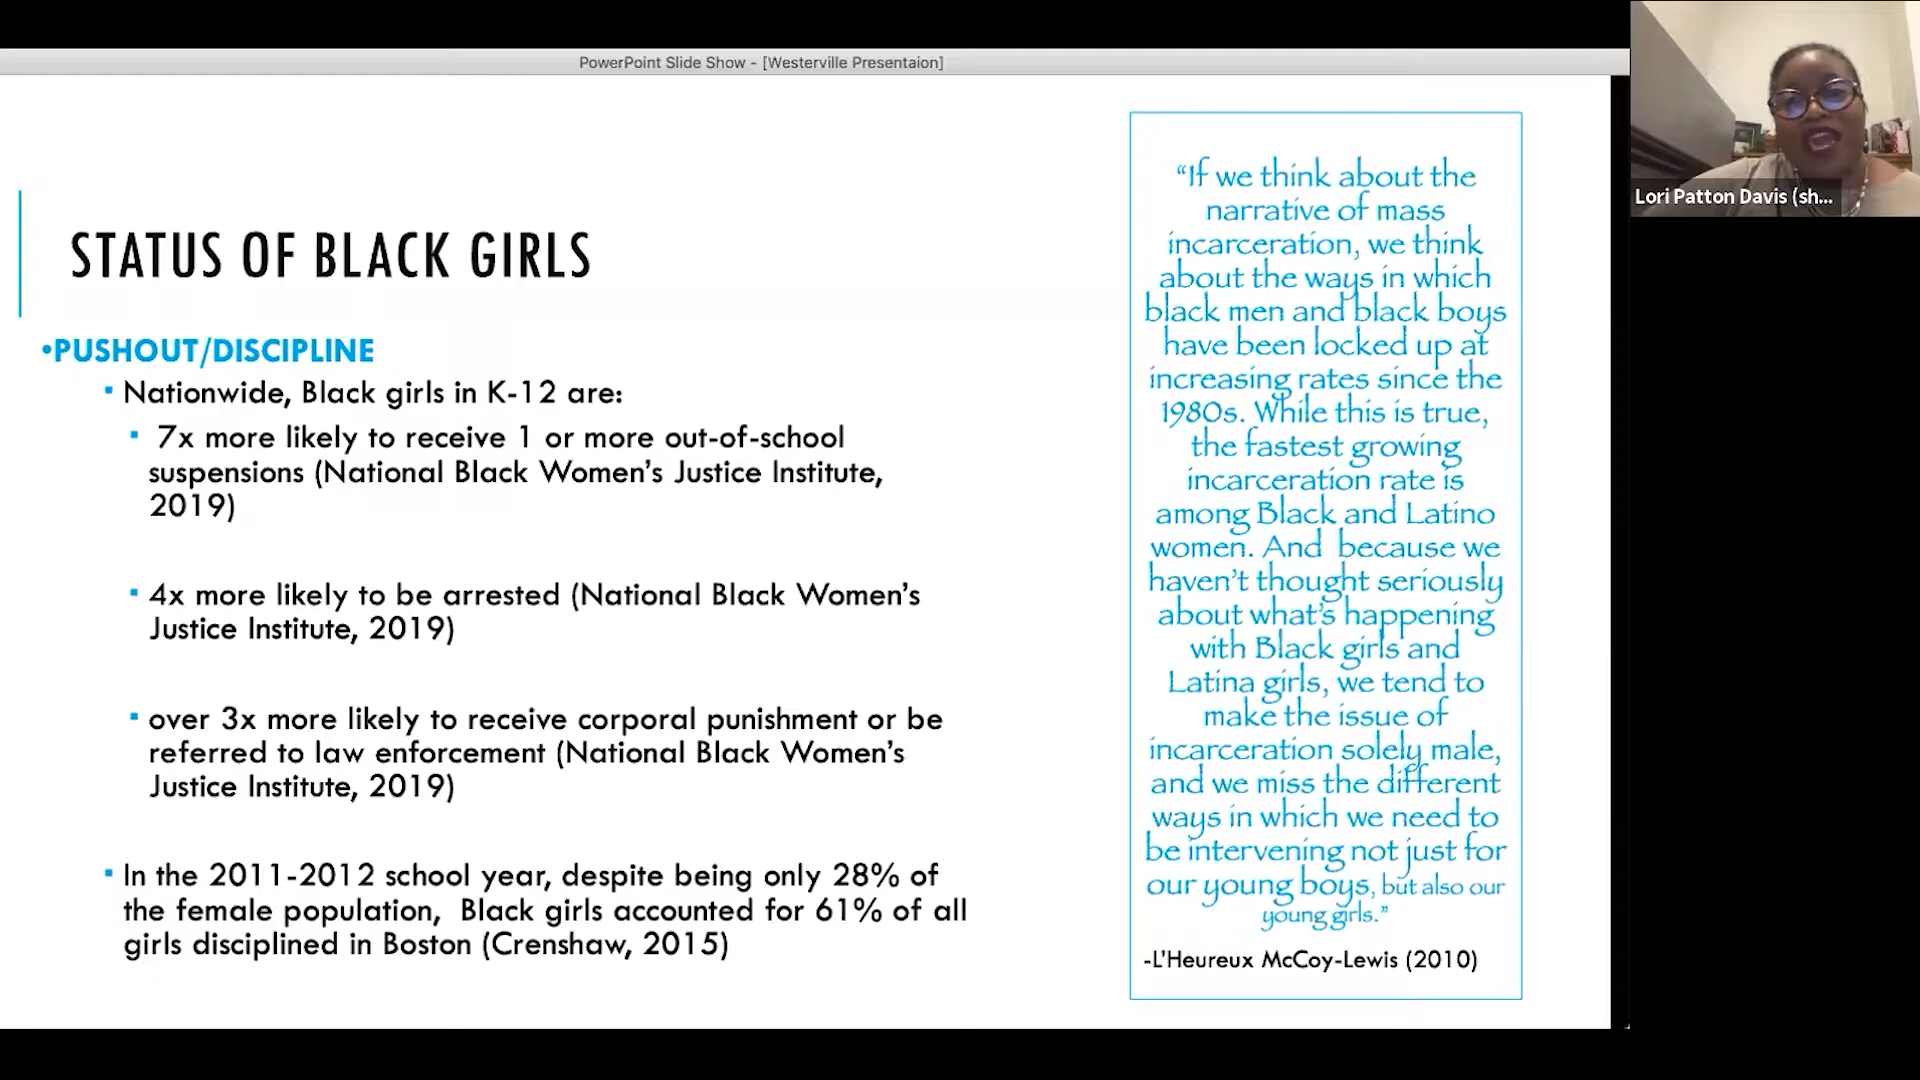 PowerPoint Slide Show - [Westerville Presentaion]
Lori Patton Davis (sh...
STATUS OF BLACK GIRLS
•PUSHOUT/DISCIPLINE
▪ Nationwide, Black girls in K-12 are:
▪ 7x more likely to receive 1 or more out-of-school
suspensions (National Black Women's Justice Institute,
2019)
▪ 4x more likely to be arrested (National Black Women's
Justice Institute, 2019)
▪ over 3x more likely to receive corporal punishment or be
referred to law enforcement (National Black Women's
Justice Institute, 2019)
▪ In the 2011-2012 school year, despite being only 28% of
the female population, Black girls accounted for 61% of all
girls disciplined in Boston (Crenshaw, 2015)
“If we think about the
narrative of mass
incarceration, we think
about the ways in which
black men and black boys
have been locked up at
increasing rates since the
1980s. While this is true,
the fastest growing
incarceration rate is
among Black and Latino
women. And because we
haven't thought seriously
about what's happening
with Black girls and
Latina girls, we tend to
make the issue of
incarceration solely male,
and we miss the different
ways in which we need to
be intervening not just for
our young boys, but also our
young girls.”
-L'Heureux McCoy-Lewis (2010)